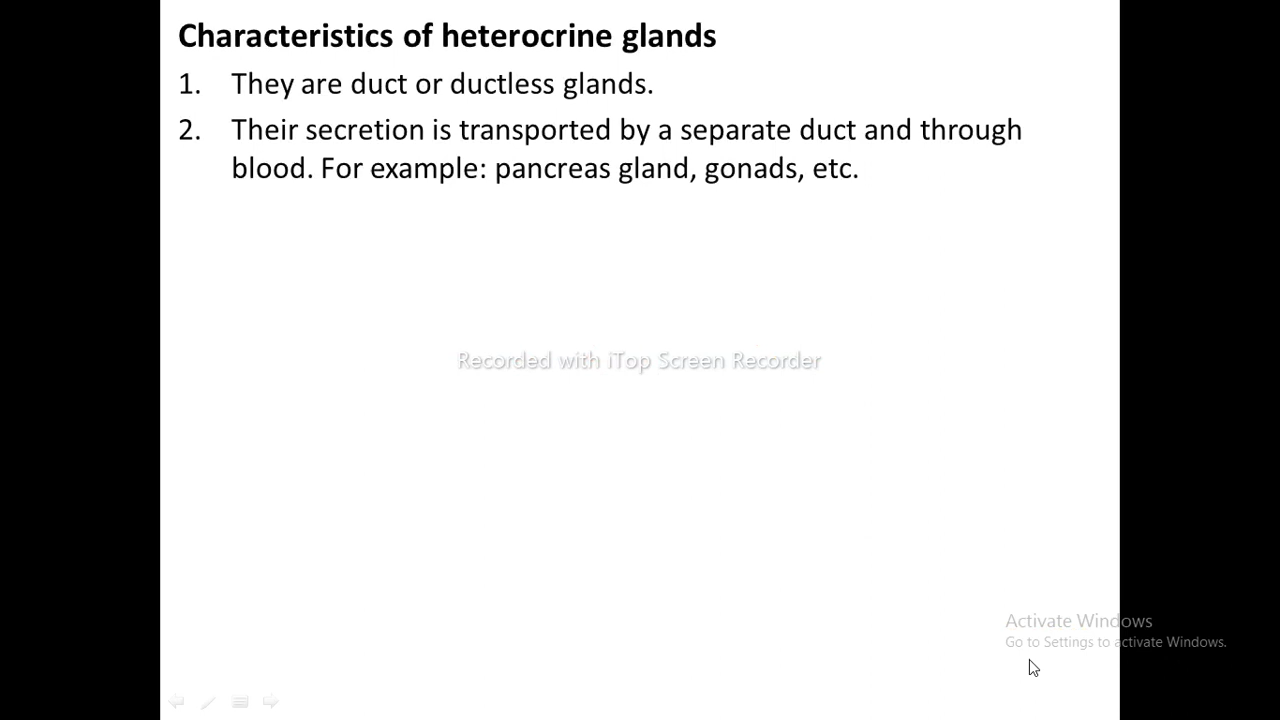 Characteristics of heterocrine glands
1. They are duct or ductless glands.
2. Their secretion is transported by a separate duct and through
blood. For example: pancreas gland, gonads, etc.
Recorded with iTop Screen Recorder
Activate Windows
Go to Settings to activate Windows.